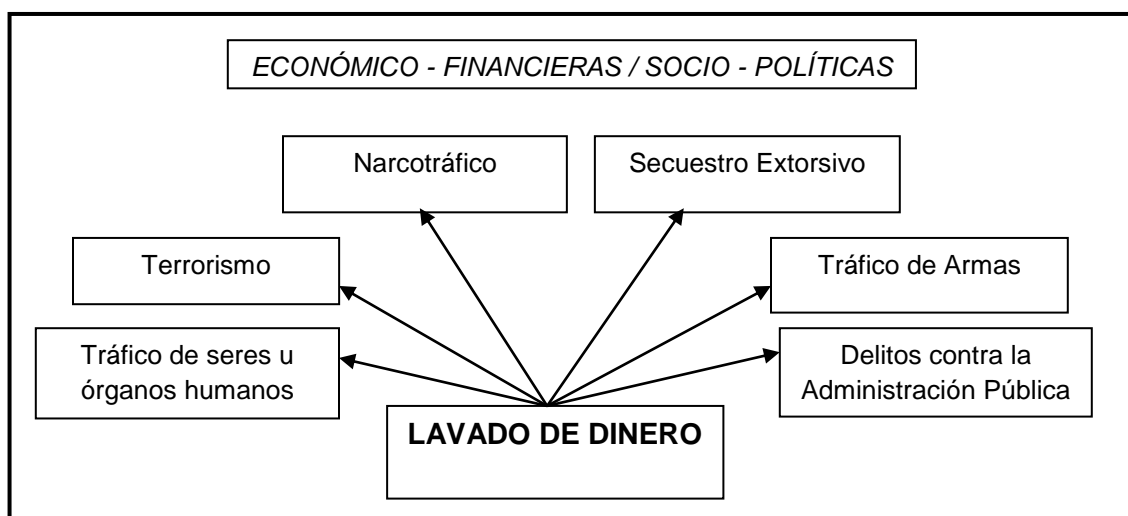 ECONÓMICO - FINANCIERAS / SOCIO - POLÍTICAS
Narcotráfico
Secuestro Extorsivo
Terrorismo
Tráfico de Armas
Tráfico de seres u
órganos humanos
Delitos contra la
Administración Pública
LAVADO DE DINERO